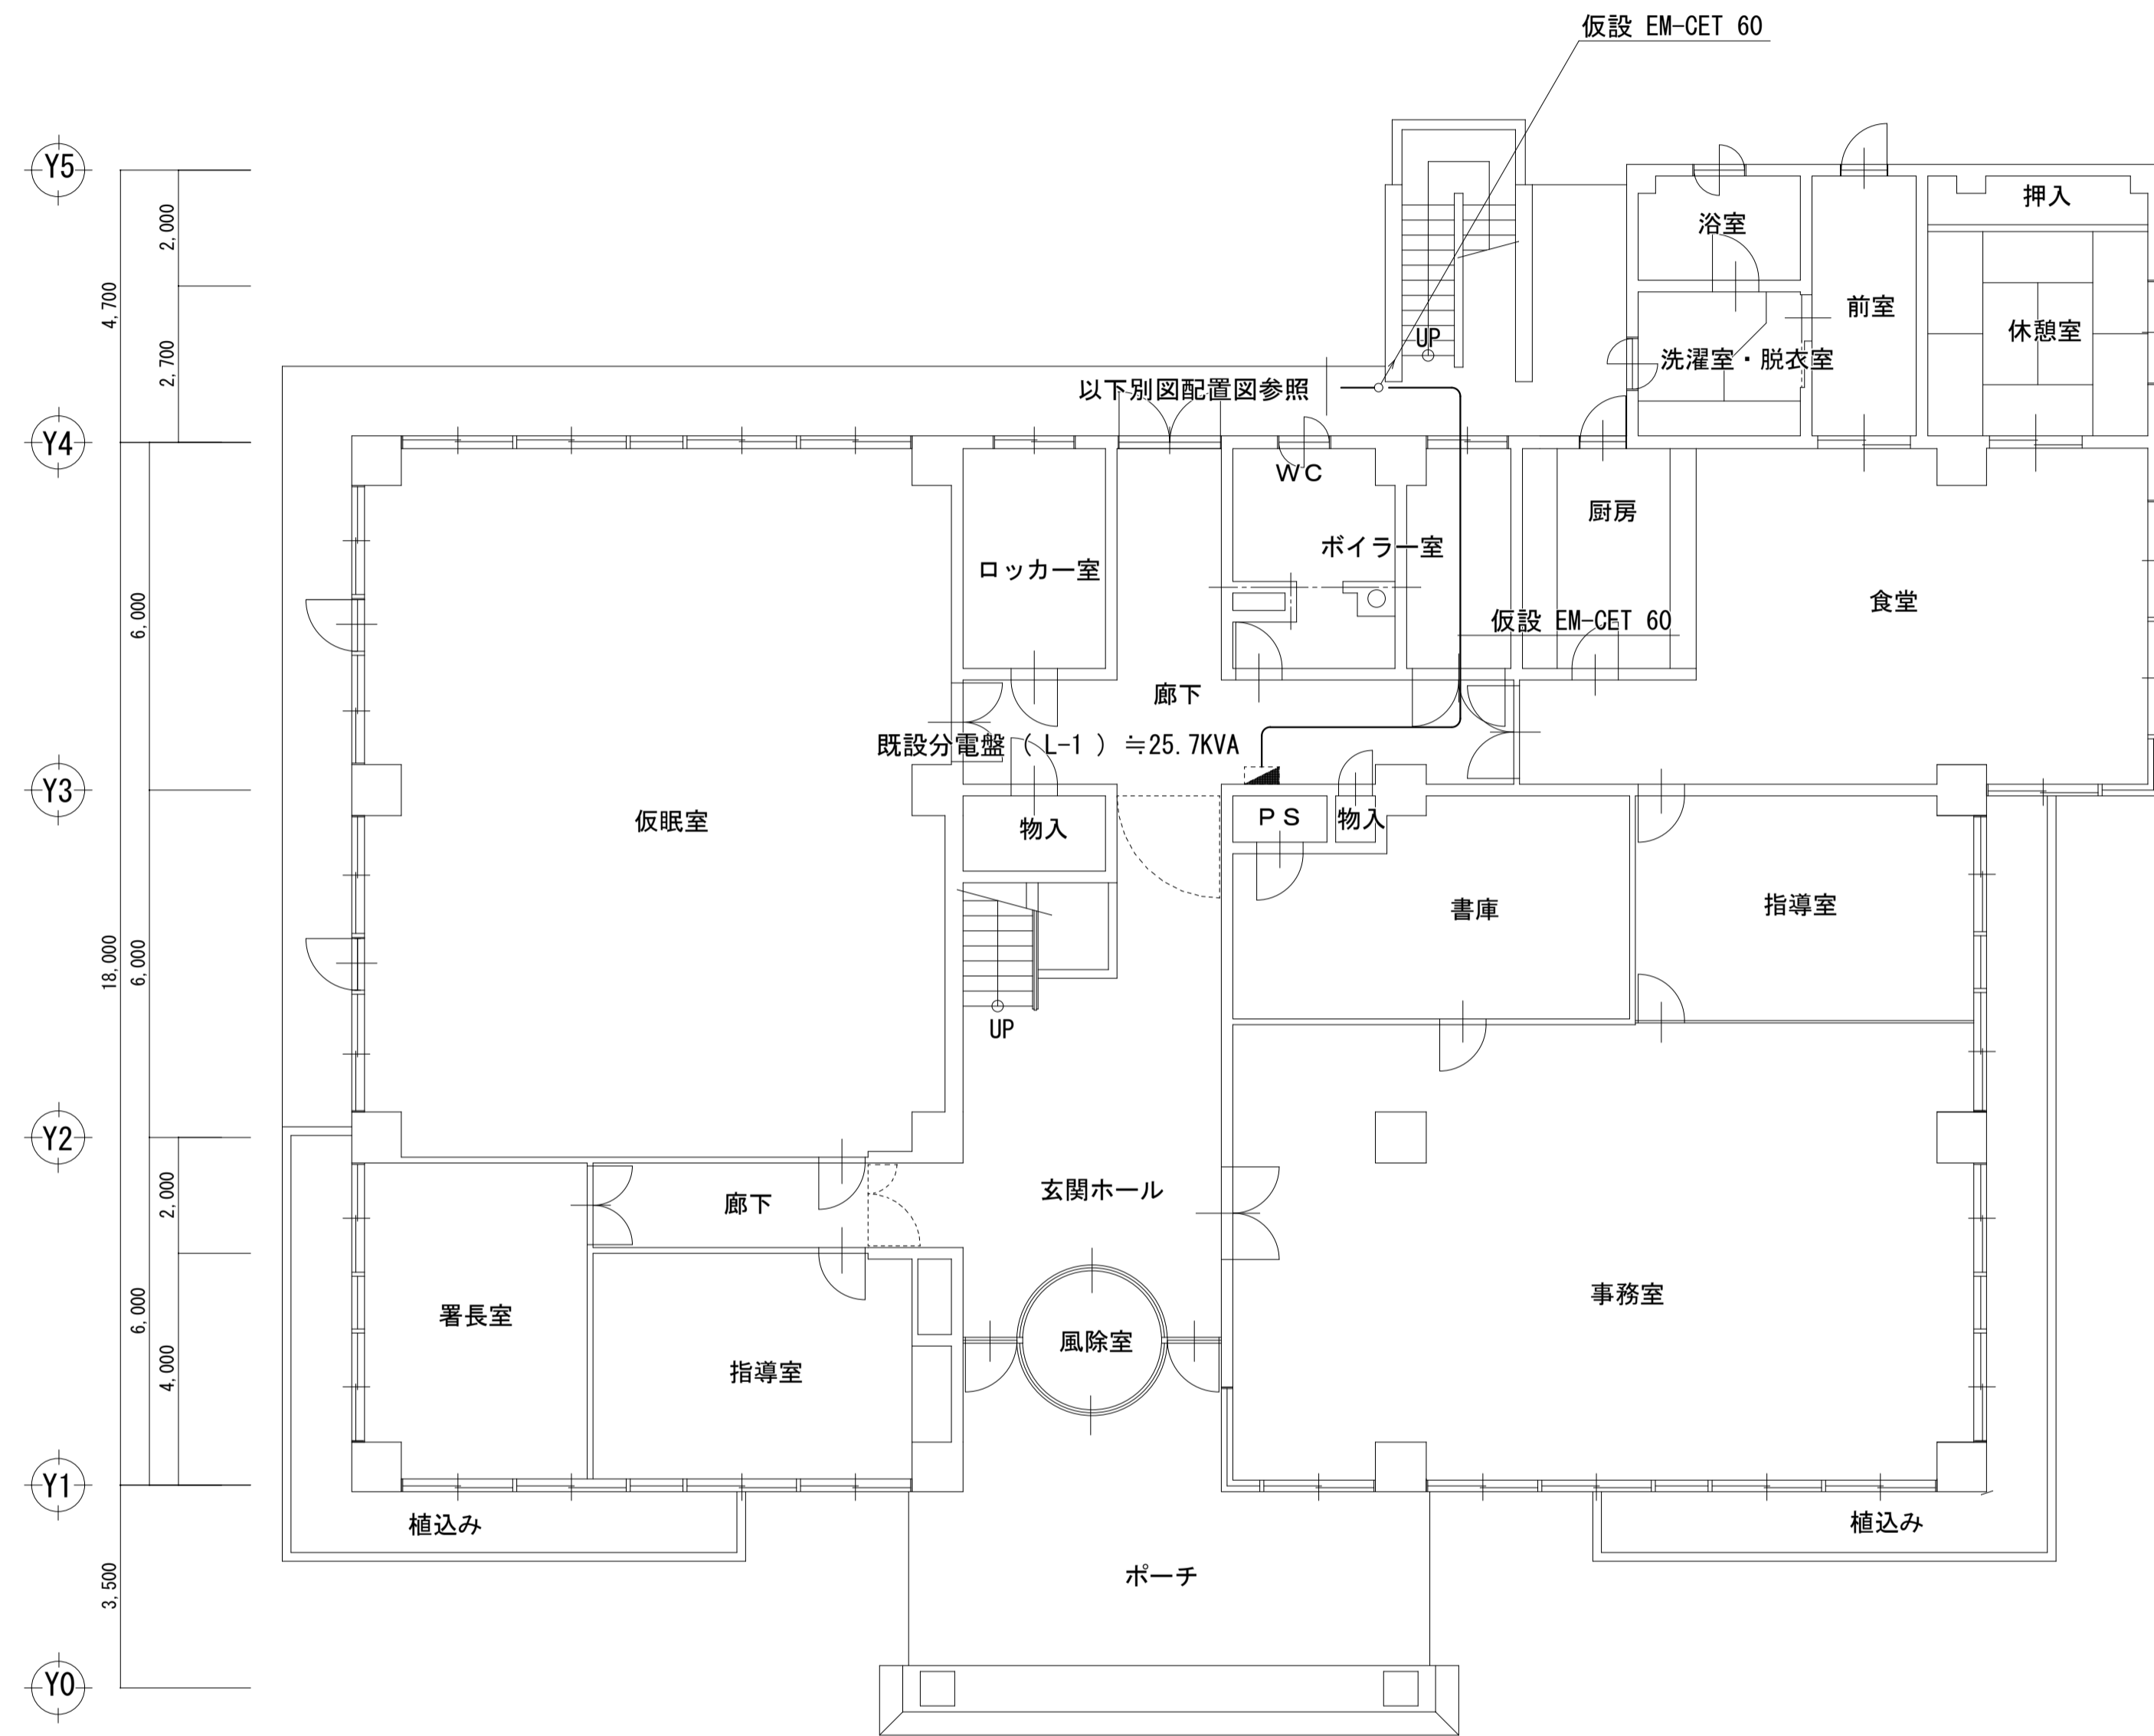 仮設 EM-CET 60
Y5
2,000
押入
浴室
4,700
前室
休憩室
2,700
UP
洗濯室・脱衣室
以下別図配置図参照
Y4
WC
厨房
ボイラー室
ロッカー室
6,000
食堂
仮設 EM-CET 60
廊下
既設分電盤 ( L-1 ) ≒25.7KVA
Y3
仮眠室
物入
PS
物入
書庫
指導室
18,000
6,000
UP
Y2
2,000
廊下
玄関ホール
6,000
事務室
署長室
風除室
4,000
指導室
Y1
植込み
植込み
3,500
ポーチ
Y0